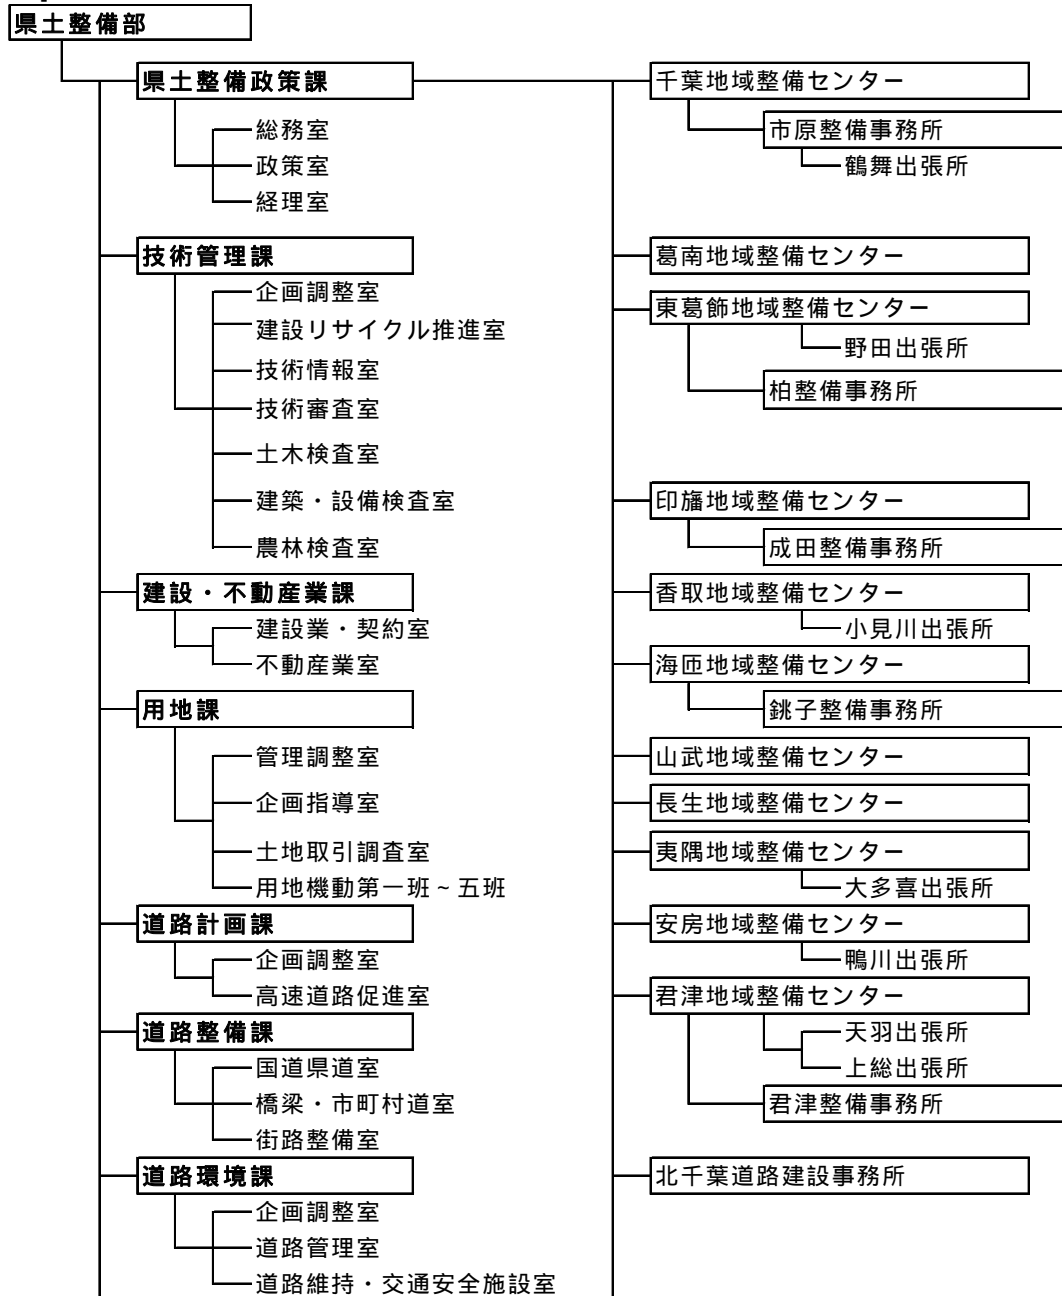 県土整備部
県土整備政策課
総務室
政策室
経理室
技術管理課
企画調整室
建設リサイクル推進室
技術情報室
技術審査室
土木検査室
建築・設備検査室
農林検査室
建設・不動産業課
建設業・契約室
不動産業室
用地課
管理調整室
企画指導室
土地取引調査室
用地機動第一班~五班
道路計画課
企画調整室
高速道路促進室
道路整備課
国道県道室
橋梁・市町村道室
街路整備室
道路環境課
企画調整室
道路管理室
道路維持・交通安全施設室
千葉地域整備センター
市原整備事務所
鶴舞出張所
葛南地域整備センター
東葛飾地域整備センター
野田出張所
柏整備事務所
印旛地域整備センター
成田整備事務所
香取地域整備センター
小見川出張所
海匝地域整備センター
銚子整備事務所
山武地域整備センター
長生地域整備センター
夷隅地域整備センター
大多喜出張所
安房地域整備センター
鴨川出張所
君津地域整備センター
天羽出張所
上総出張所
君津整備事務所
北千葉道路建設事務所